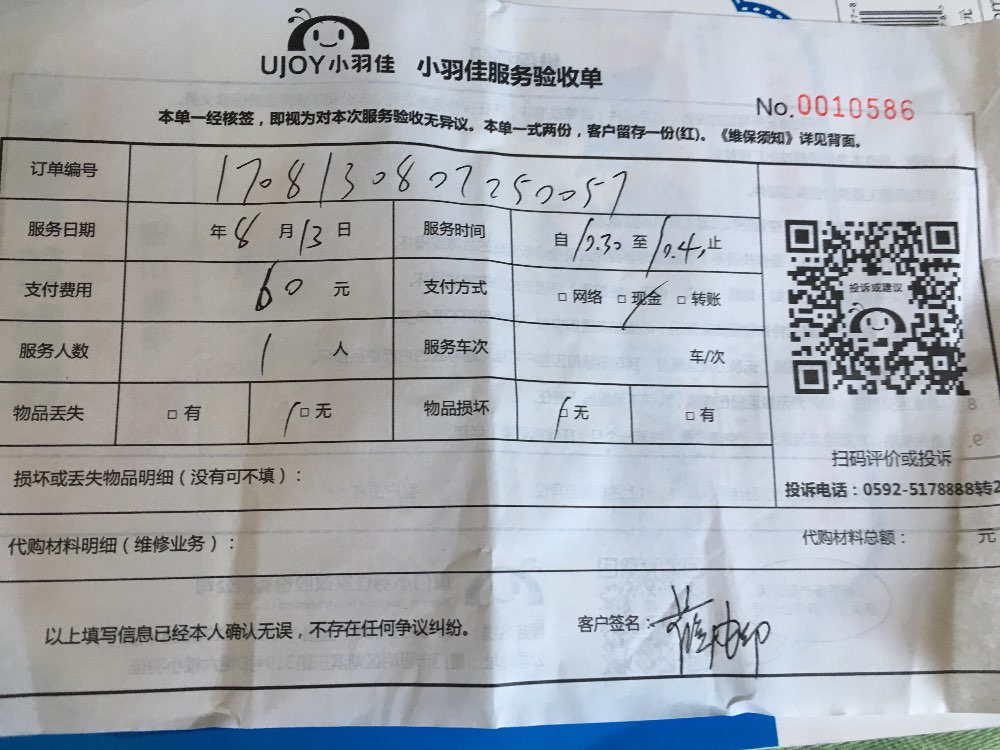 UJOY小羽佳 小羽佳服务验收单
No.0010586
本单一经核签，即视为对本次服务验收无异议。本单一式两份，客户留存一份(红)。《维保须知》详见背面。
订单编号 170813080７250057
服务日期 年 8 月 13 日 服务时间 自 10.30 至 10.4 止
支付费用 60 元 支付方式 □ 网络 □ 现金 □ 转账
投诉或建议
服务人数 1 人 服务车次 车/次
物品丢失 □ 有 □ 无 物品损坏 □ 无 □ 有
扫码评价或投诉
损坏或丢失物品明细（没有可不填）：
投诉电话：0592-5178888转2
代购材料明细（维修业务）：
代购材料总额： 元
以上填写信息已经本人确认无误，不存在任何争议纠纷。
客户签名：